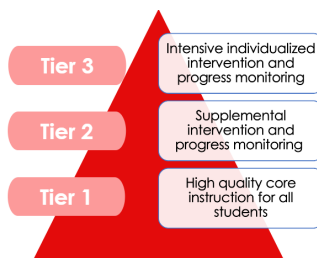 Tier 3
Intensive individualized
intervention and
progress monitoring
Tier 2
Supplemental
intervention and
progress monitoring
Tier 1
High quality core
instruction for all
students